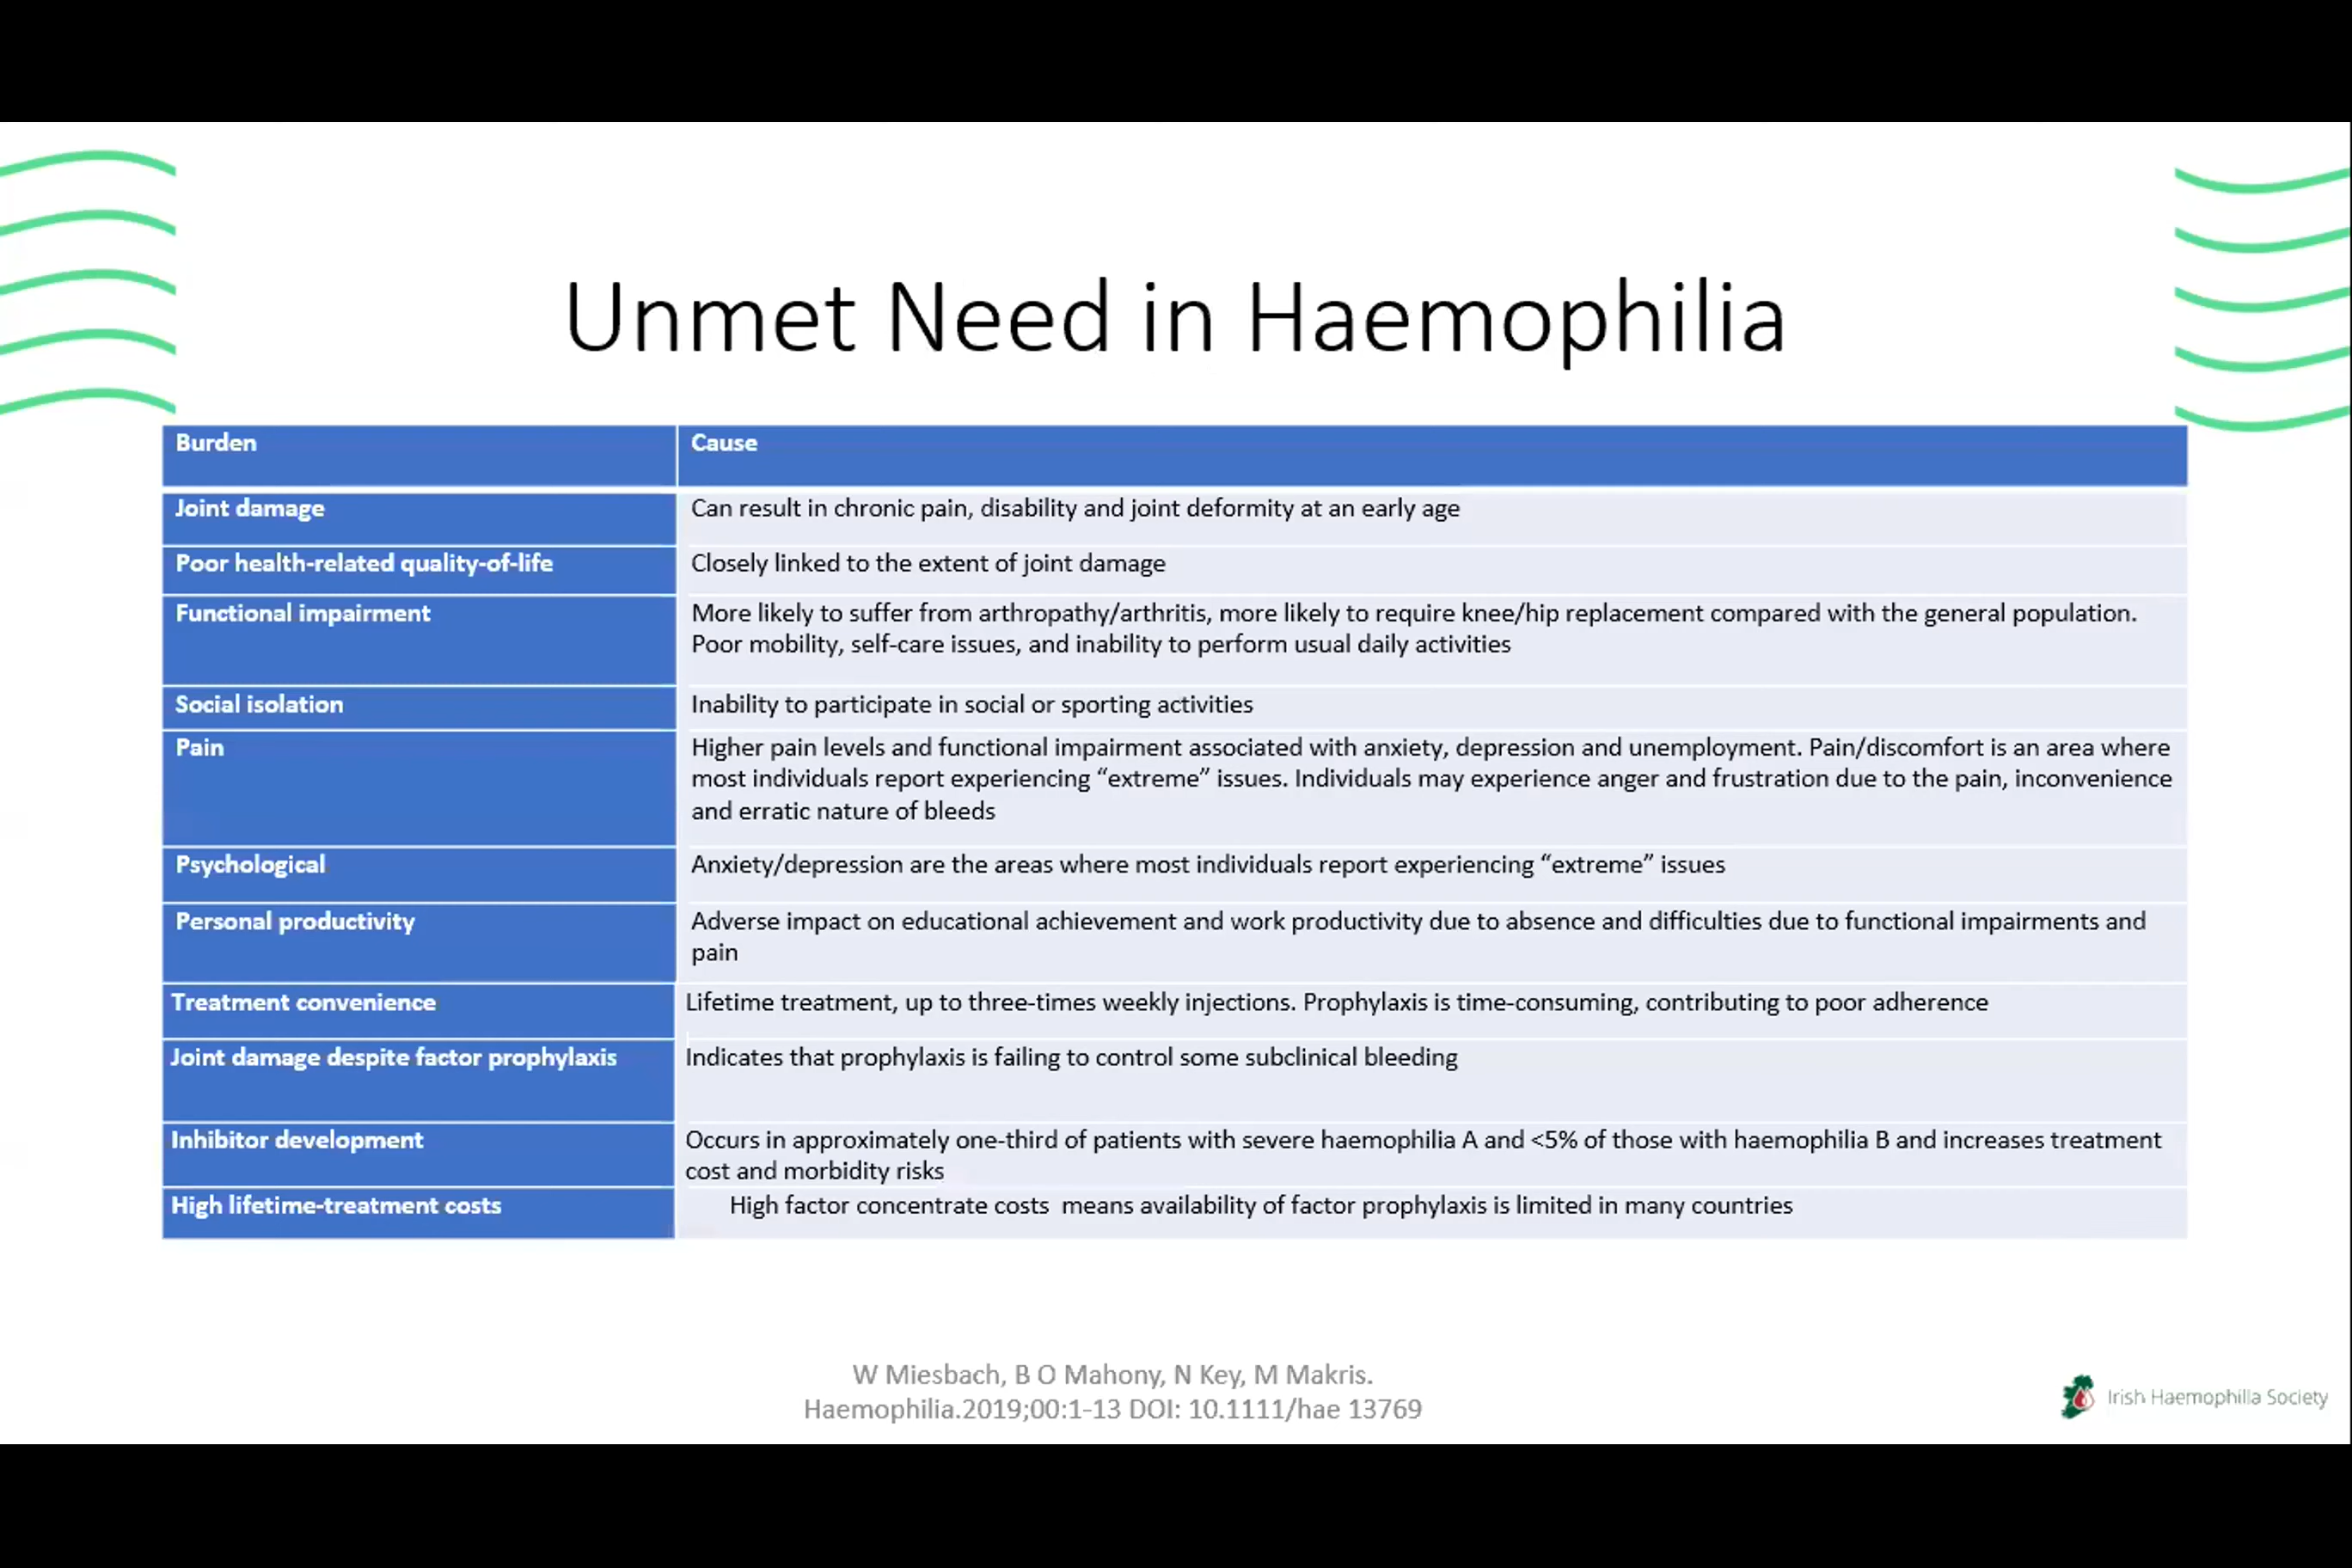 Unmet Need in Haemophilia
Burden
Cause
Joint damage
Can result in chronic pain, disability and joint deformity at an early age
Poor health-related quality-of-life
Closely linked to the extent of joint damage
Functional impairment
More likely to suffer from arthropathy/arthritis, more likely to require knee/hip replacement compared with the general population.
Poor mobility, self-care issues, and inability to perform usual daily activities
Social isolation
Inability to participate in social or sporting activities
Pain
Higher pain levels and functional impairment associated with anxiety, depression and unemployment. Pain/discomfort is an area where
most individuals report experiencing “extreme” issues. Individuals may experience anger and frustration due to the pain, inconvenience
and erratic nature of bleeds
Psychological
Anxiety/depression are the areas where most individuals report experiencing “extreme” issues
Personal productivity
Adverse impact on educational achievement and work productivity due to absence and difficulties due to functional impairments and
pain
Treatment convenience
Lifetime treatment, up to three-times weekly injections. Prophylaxis is time-consuming, contributing to poor adherence
Joint damage despite factor prophylaxis
Indicates that prophylaxis is failing to control some subclinical bleeding
Inhibitor development
Occurs in approximately one-third of patients with severe haemophilia A and <5% of those with haemophilia B and increases treatment
cost and morbidity risks
High lifetime-treatment costs
High factor concentrate costs means availability of factor prophylaxis is limited in many countries
W Miesbach, B O Mahony, N Key, M Makris.
Haemophilia.2019;00:1-13 DOI: 10.1111/hae 13769
Irish Haemophilia Society